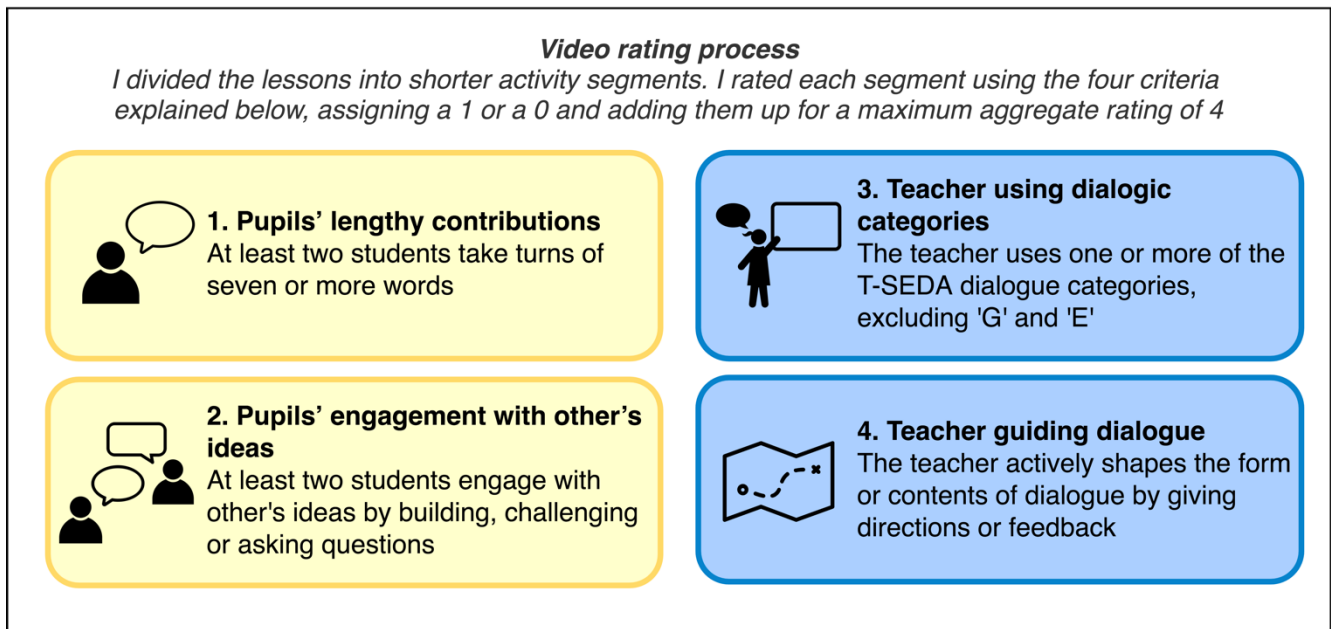 Video rating process
I divided the lessons into shorter activity segments. I rated each segment using the four criteria
explained below, assigning a 1 or a 0 and adding them up for a maximum aggregate rating of 4
1. Pupils’ lengthy contributions
At least two students take turns of
seven or more words
2. Pupils’ engagement with other’s
ideas
At least two students engage with
other's ideas by building, challenging
or asking questions
3. Teacher using dialogic
categories
The teacher uses one or more of the
T-SEDA dialogue categories,
excluding 'G' and 'E'
4. Teacher guiding dialogue
The teacher actively shapes the form
or contents of dialogue by giving
directions or feedback